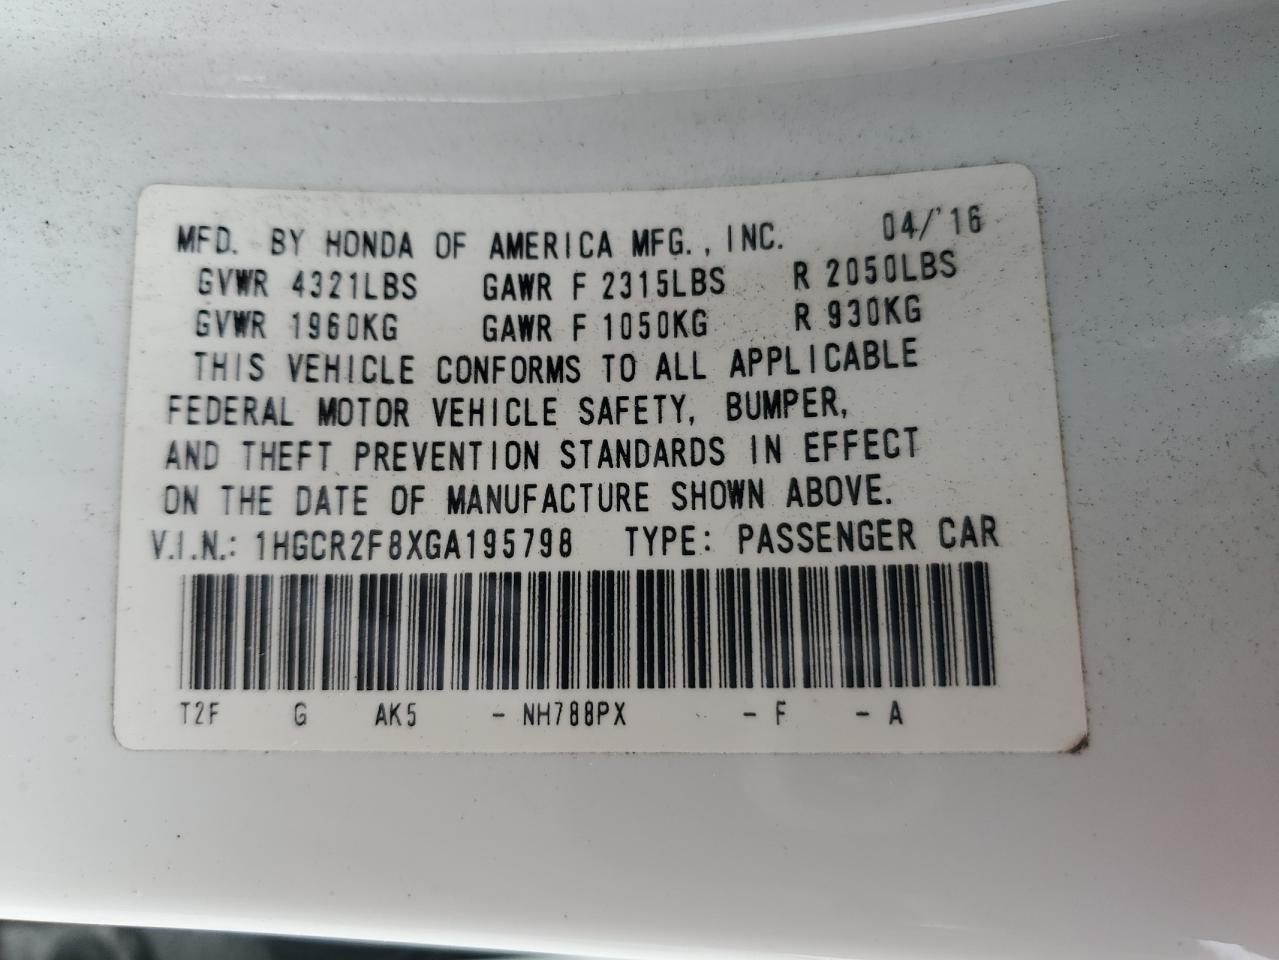 MFD. BY HONDA OF AMERICA MFG., INC. 04/'16
GVWR 4321LBS GAWR F 2315LBS R 2050LBS
GVWR 1960KG GAWR F 1050KG R 930KG
THIS VEHICLE CONFORMS TO ALL APPLICABLE
FEDERAL MOTOR VEHICLE SAFETY, BUMPER,
AND THEFT PREVENTION STANDARDS IN EFFECT
ON THE DATE OF MANUFACTURE SHOWN ABOVE.
V.I.N.: 1HGCR2F8XGA195798 TYPE: PASSENGER CAR
T2F G AK5 - NH788PX - F - A